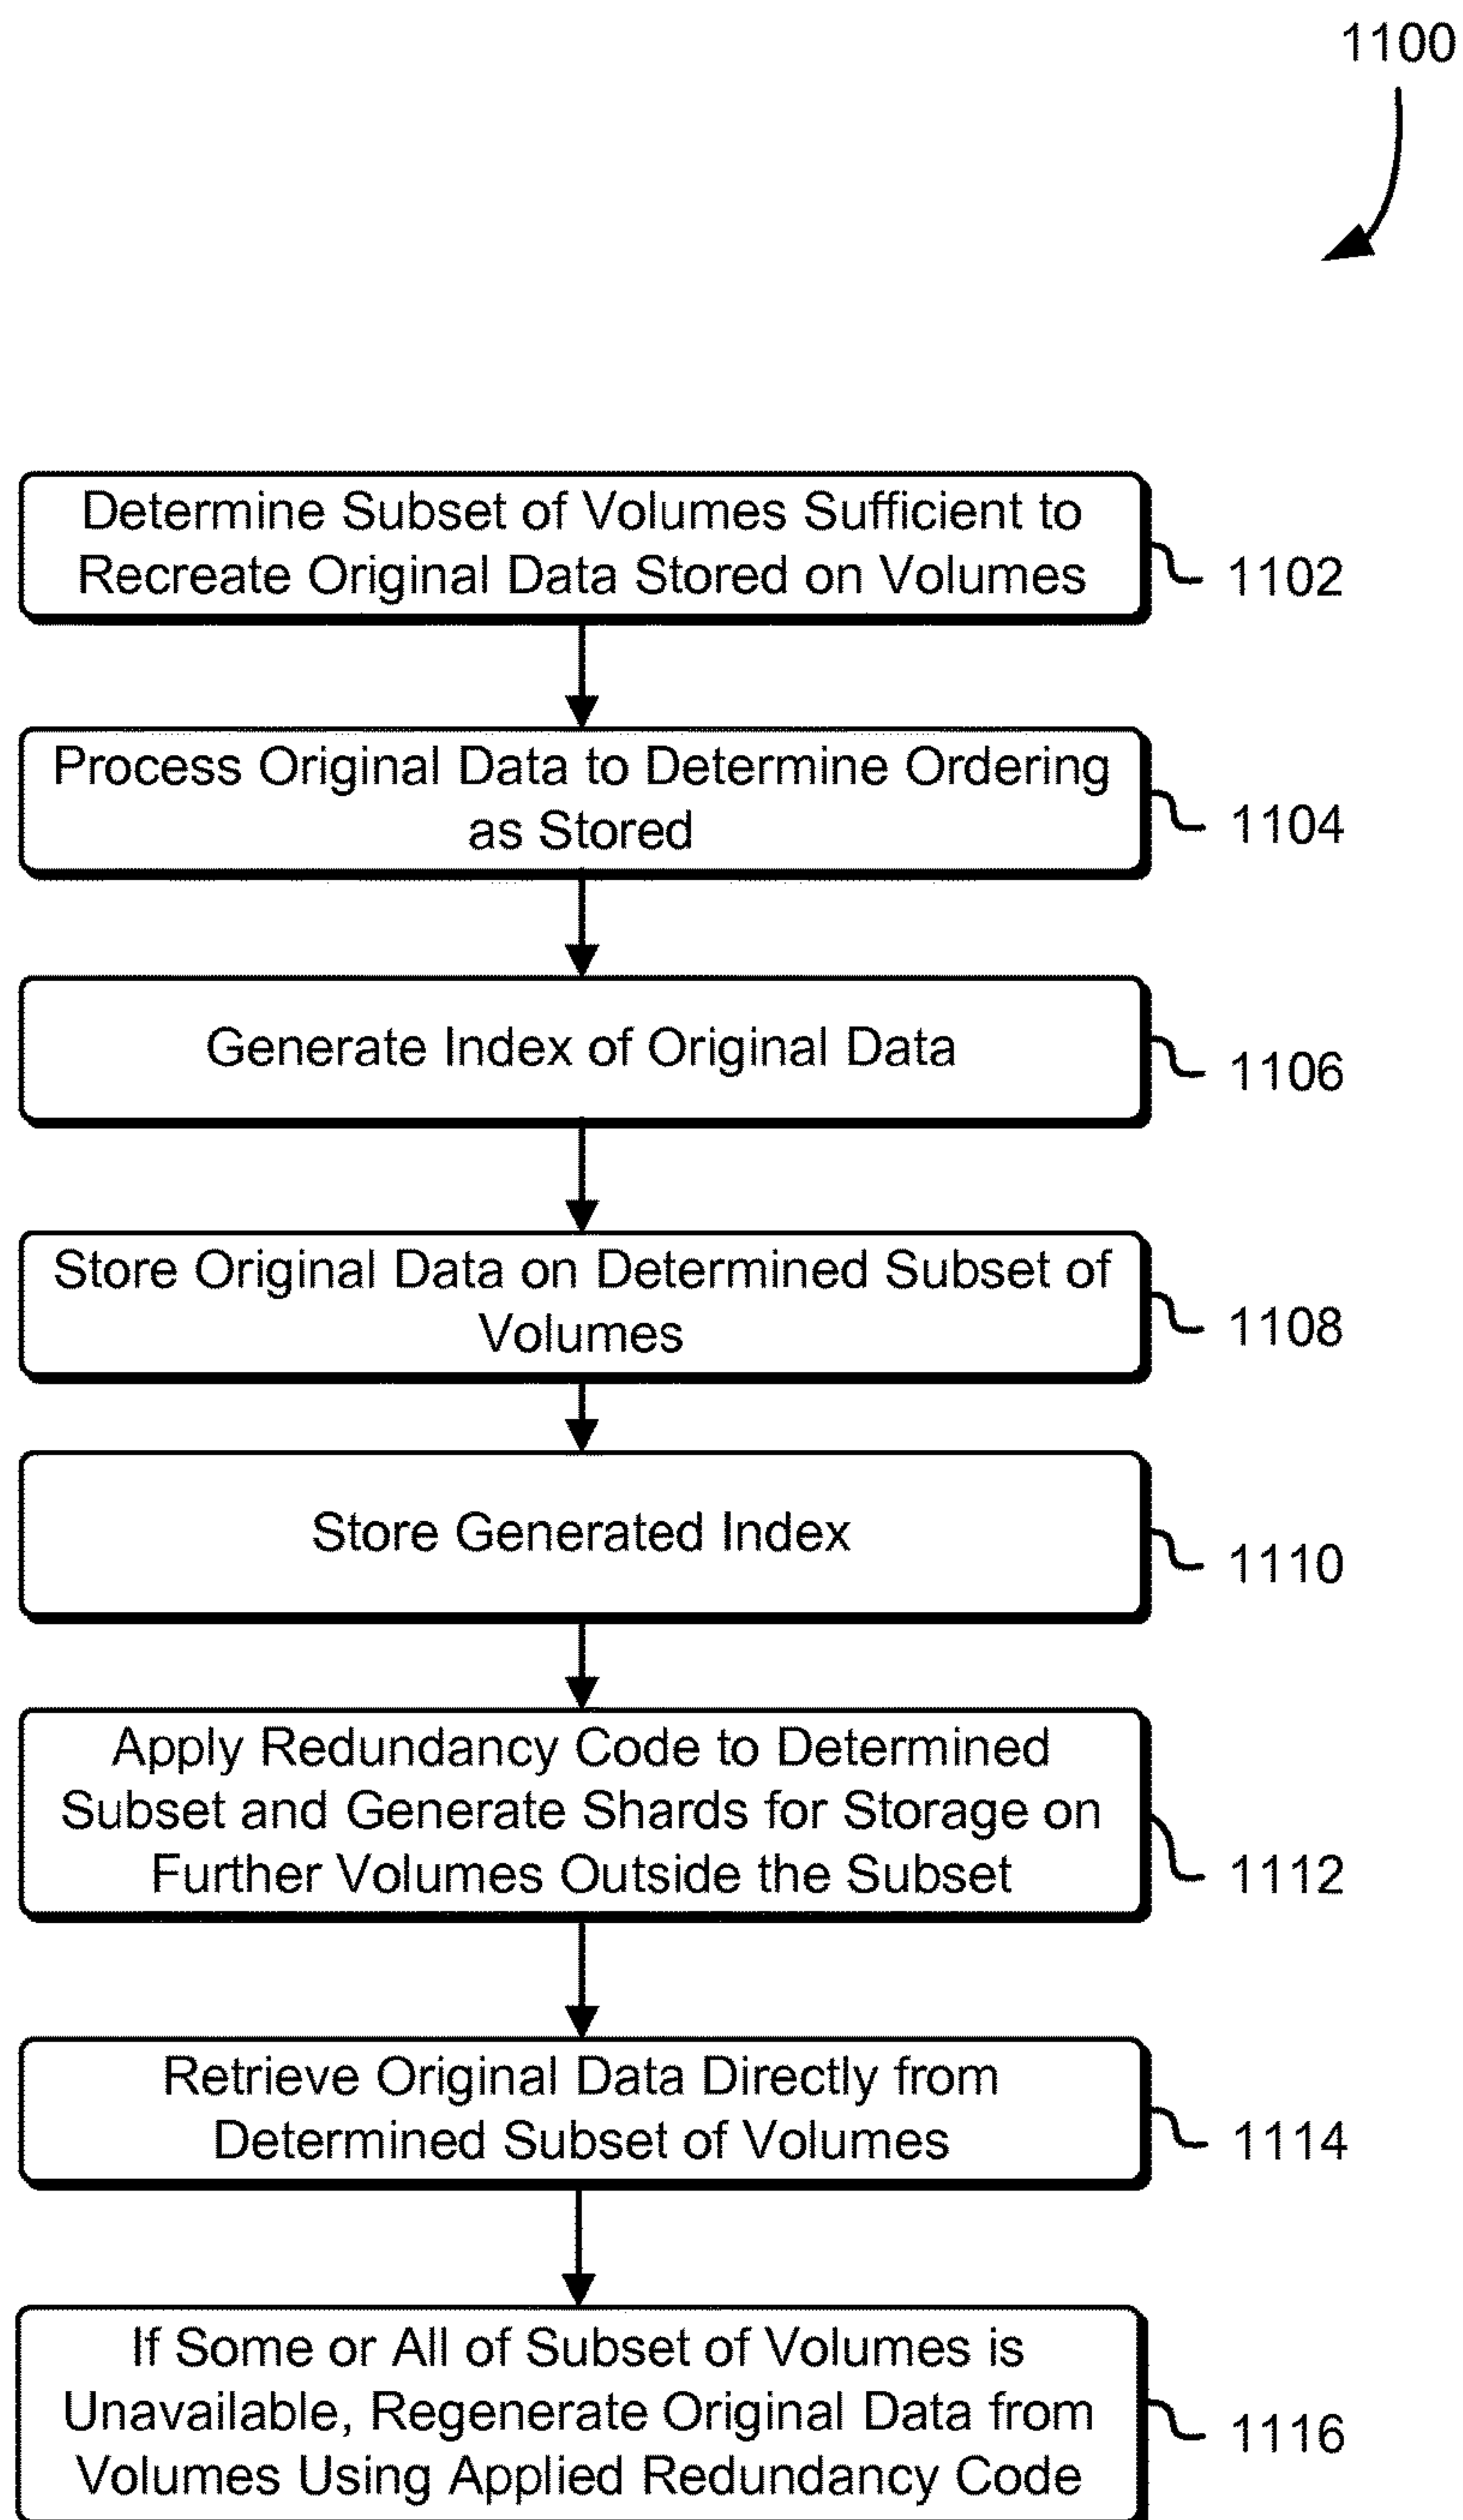 1100
Determine Subset of Volumes Sufficient to
Recreate Original Data Stored on Volumes
1102
Process Original Data to Determine Ordering
as Stored
1104
Generate Index of Original Data
1106
Store Original Data on Determined Subset of
Volumes
1108
Store Generated Index
1110
Apply Redundancy Code to Determined
Subset and Generate Shards for Storage on
Further Volumes Outside the Subset
1112
Retrieve Original Data Directly from
Determined Subset of Volumes
1114
If Some or All of Subset of Volumes is
Unavailable, Regenerate Original Data from
Volumes Using Applied Redundancy Code
1116